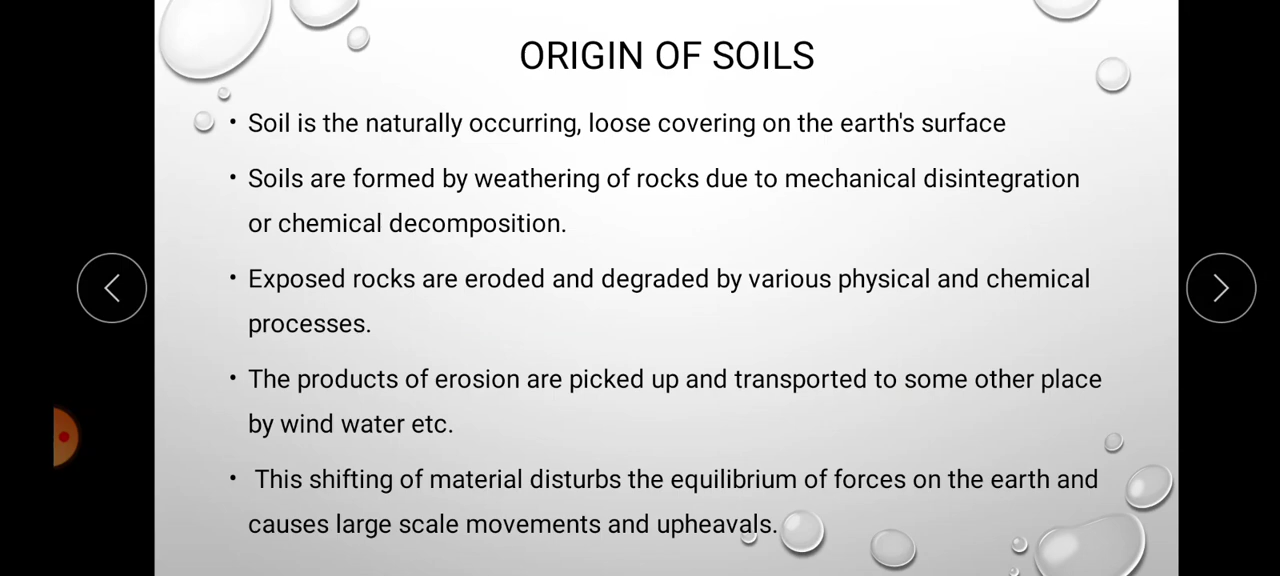 ORIGIN OF SOILS
• Soil is the naturally occurring, loose covering on the earth's surface
• Soils are formed by weathering of rocks due to mechanical disintegration
or chemical decomposition.
• Exposed rocks are eroded and degraded by various physical and chemical
processes.
• The products of erosion are picked up and transported to some other place
by wind water etc.
• This shifting of material disturbs the equilibrium of forces on the earth and
causes large scale movements and upheavals.